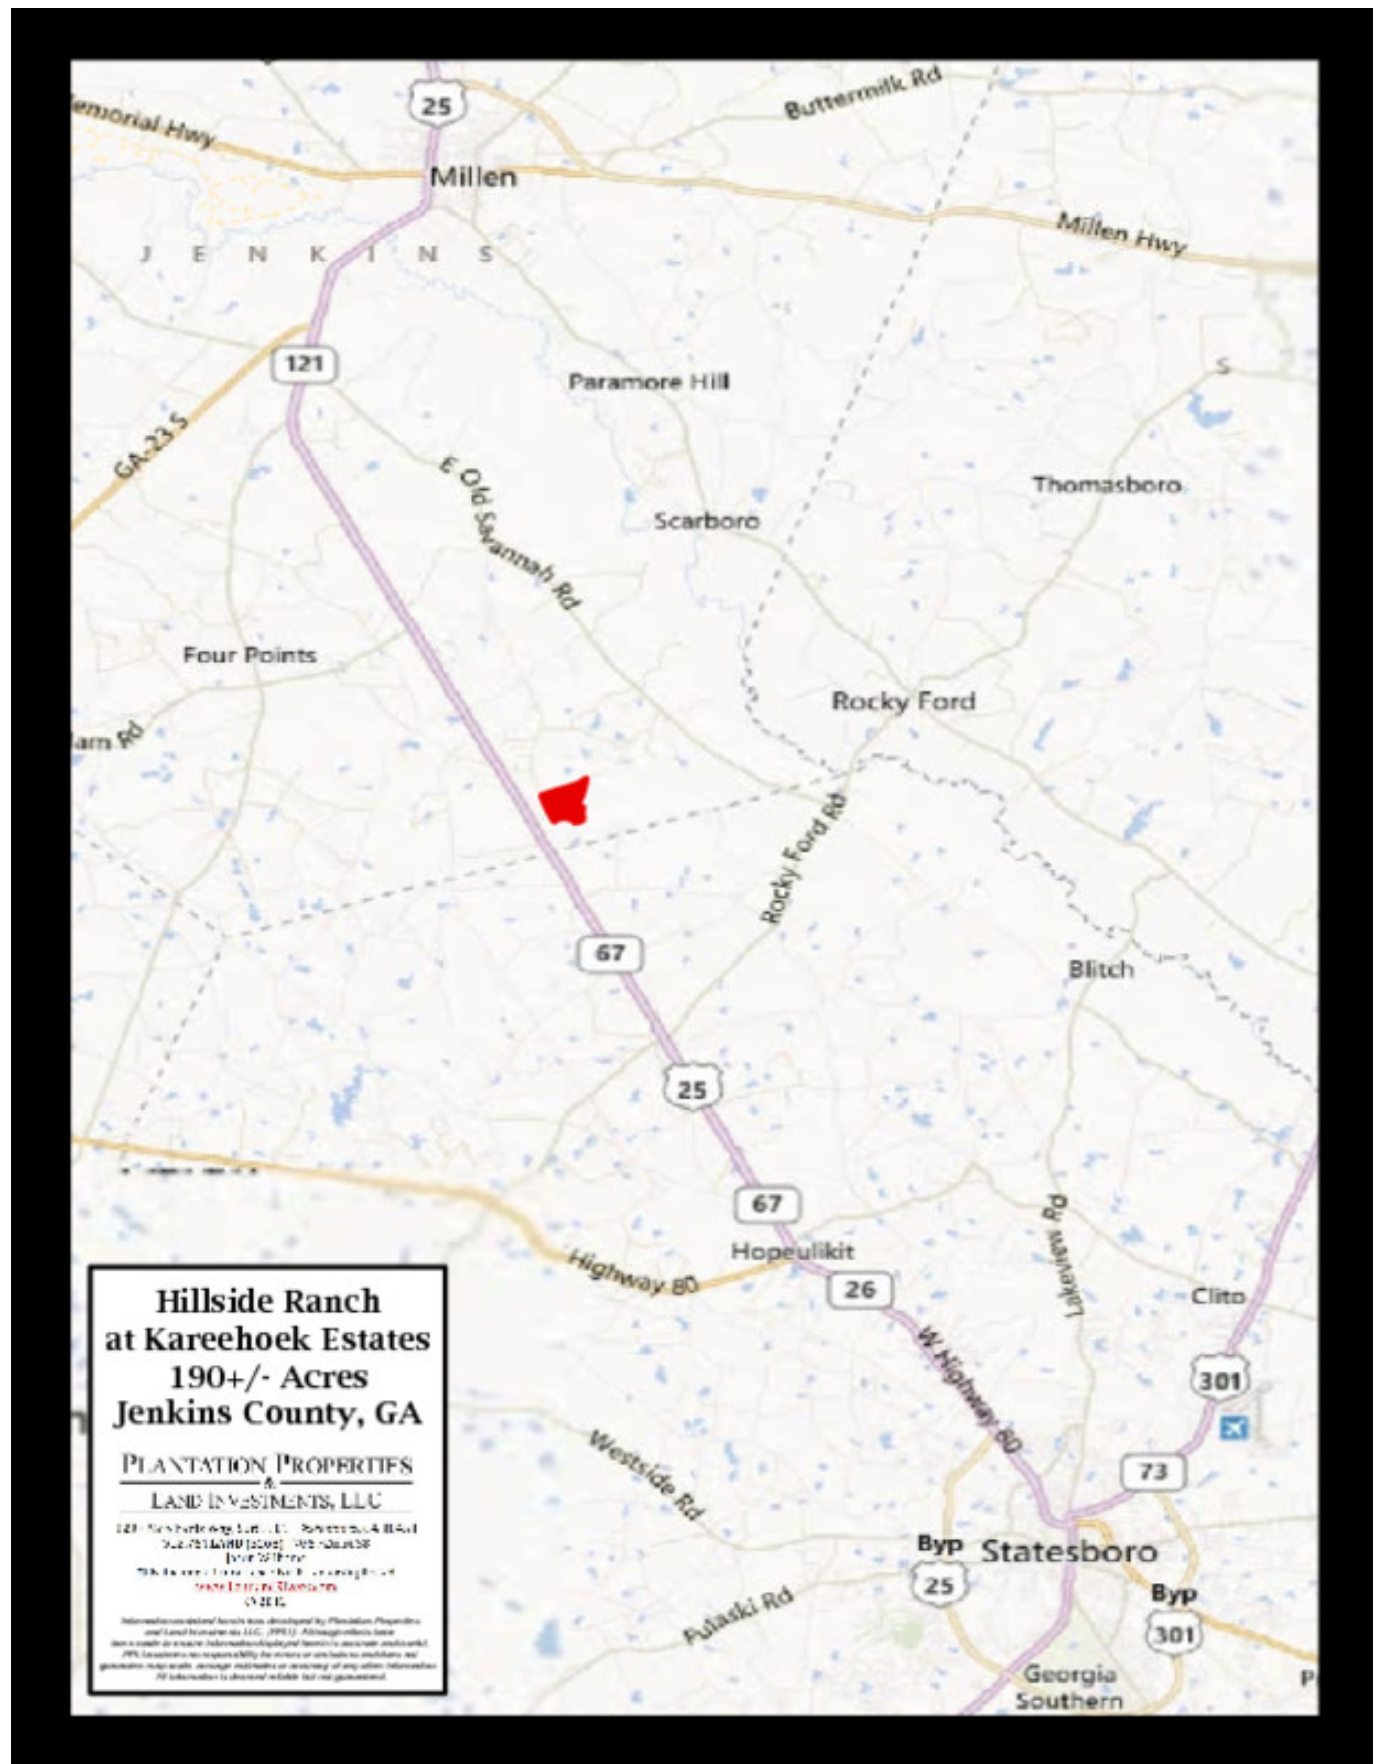 25
Buttermilk Rd
emorial Hwy
Millen
Millen Hwy
J E N K I N S
121
Paramore Hill
S
GA-23 S
E Old Savannah Rd
Thomasboro
Scarboro
Four Points
Rocky Ford
am Rd
Rocky Ford Rd
67
Blitch
25
67
Lakeview Rd
Hopeulikit
Highway 80
26
Clito
W Highway 80
301
Hillside Ranch
at Kareehoek Estates
190+/- Acres
Jenkins County, GA
PLANTATION PROPERTIES
&
LAND INVESTMENTS, LLC
Westside Rd
73
Byp
25
Statesboro
Byp
301
Pulaski Rd
Georgia
Southern
P